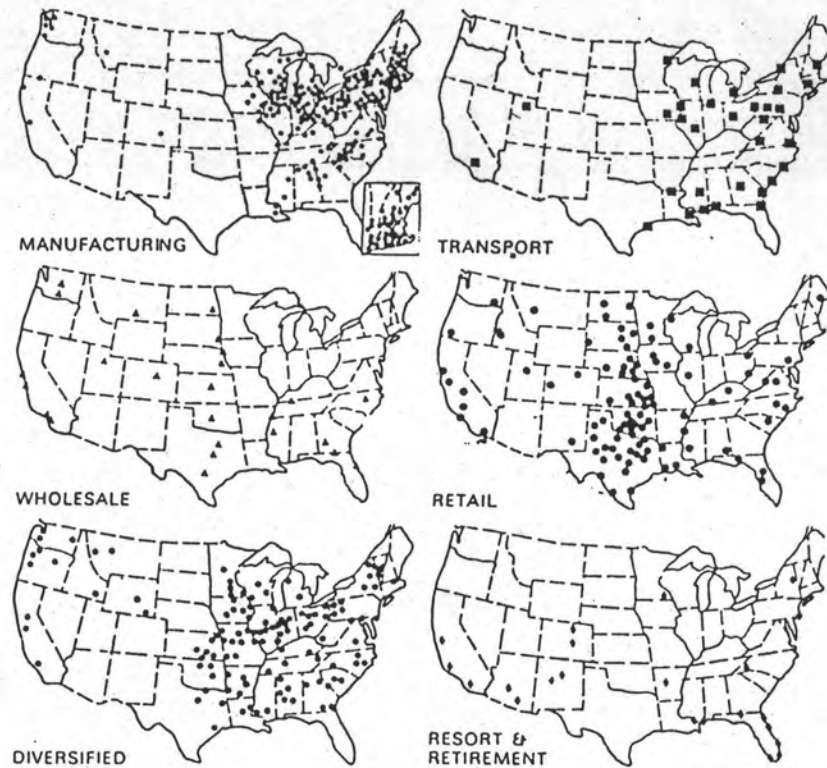 MANUFACTURING
TRANSPORT
WHOLESALE
RETAIL
DIVERSIFIED
RESORT &
RETIREMENT